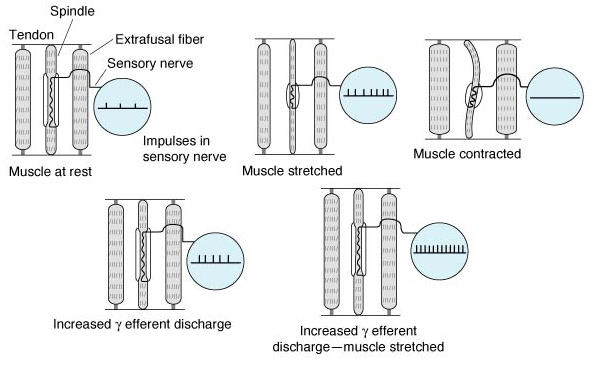 Spindle
Tendon
Extrafusal fiber
Sensory nerve
Impulses in
sensory nerve
Muscle at rest
Muscle stretched
Muscle contracted
Increased γ efferent discharge
Increased γ efferent
discharge—muscle stretched